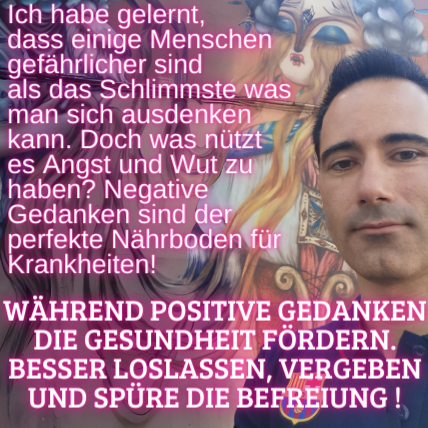 Ich habe gelernt,
dass einige Menschen
gefährlicher sind
als das Schlimmste was
man sich ausdenken
kann. Doch was nützt
es Angst und Wut zu
haben? Negative
Gedanken sind der
perfekte Nährboden für
Krankheiten!
WÄHREND POSITIVE GEDANKEN
DIE GESUNDHEIT FÖRDERN.
BESSER LOSLASSEN, VERGEBEN
UND SPÜRE DIE BEFREIUNG !